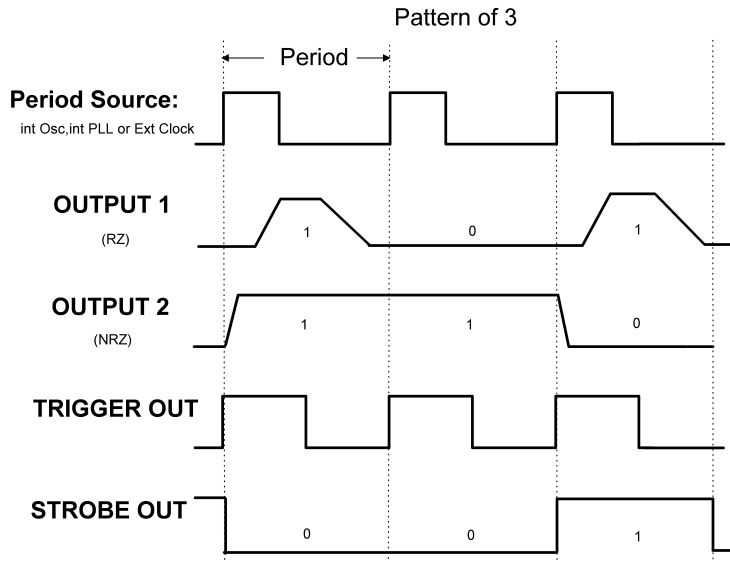 Pattern of 3
Period
Period Source:
int Osc,int PLL or Ext Clock
OUTPUT 1
(RZ)
1
0
1
OUTPUT 2
(NRZ)
1
1
0
TRIGGER OUT
STROBE OUT
0
0
1